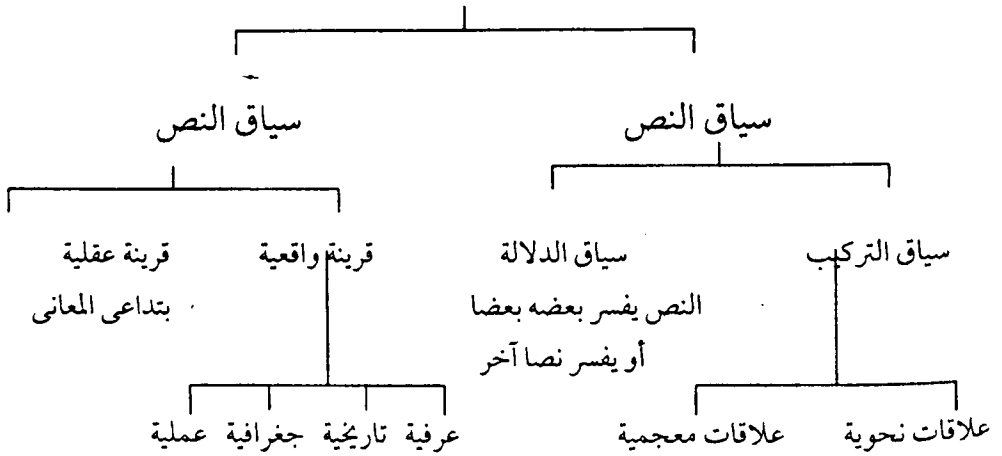 سياق النص
سياق النص
سياق التركيب
سياق الدلالة
النص يفسر بعضه بعضا
أو يفسر نصا آخر
قرينة واقعية
قرينة عقلية
بتداعى المعانى
علاقات نحوية
علاقات معجمية
عرفية
تاريخية
جغرافية
عملية